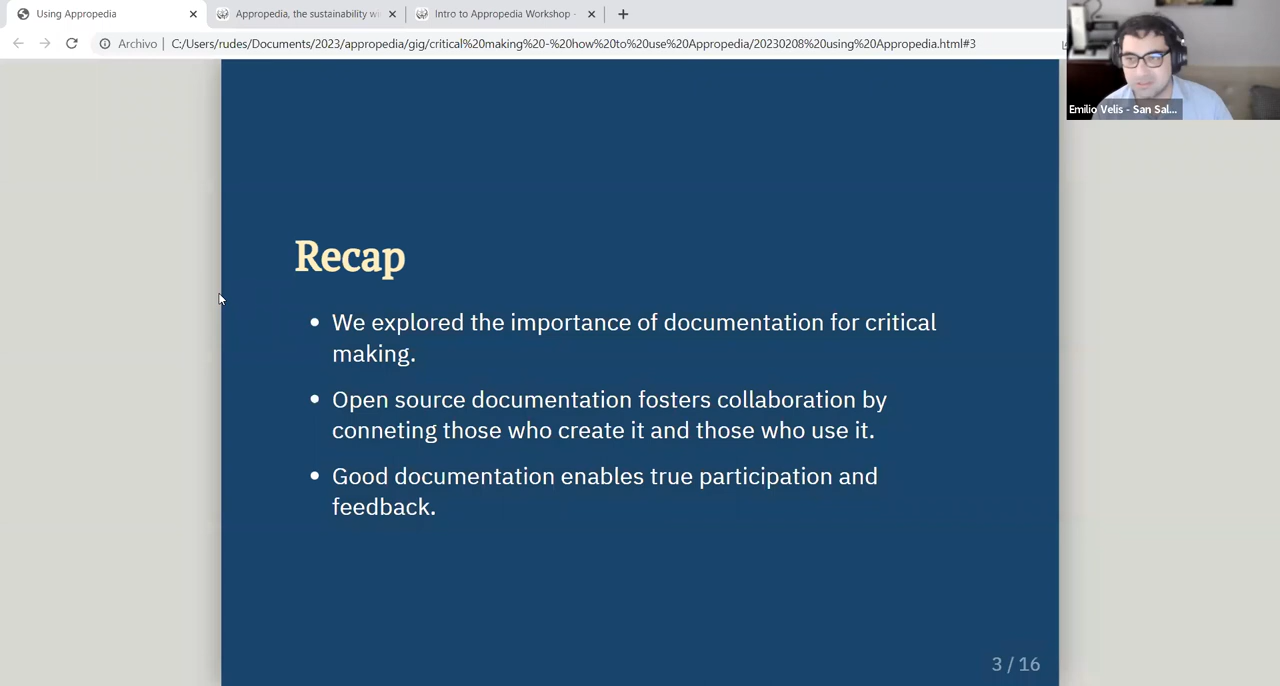 Using Appropedia
Appropedia, the sustainability wi
Intro to Appropedia Workshop -
Archivo
C:/Users/rudes/Documents/2023/appropedia/gig/critical%20making%20-%20how%20to%20use%20Appropedia/20230208%20using%20Appropedia.html#3
Emilio Velis - San Sal...
Recap
We explored the importance of documentation for critical
making.
Open source documentation fosters collaboration by
conneting those who create it and those who use it.
Good documentation enables true participation and
feedback.
3 / 16